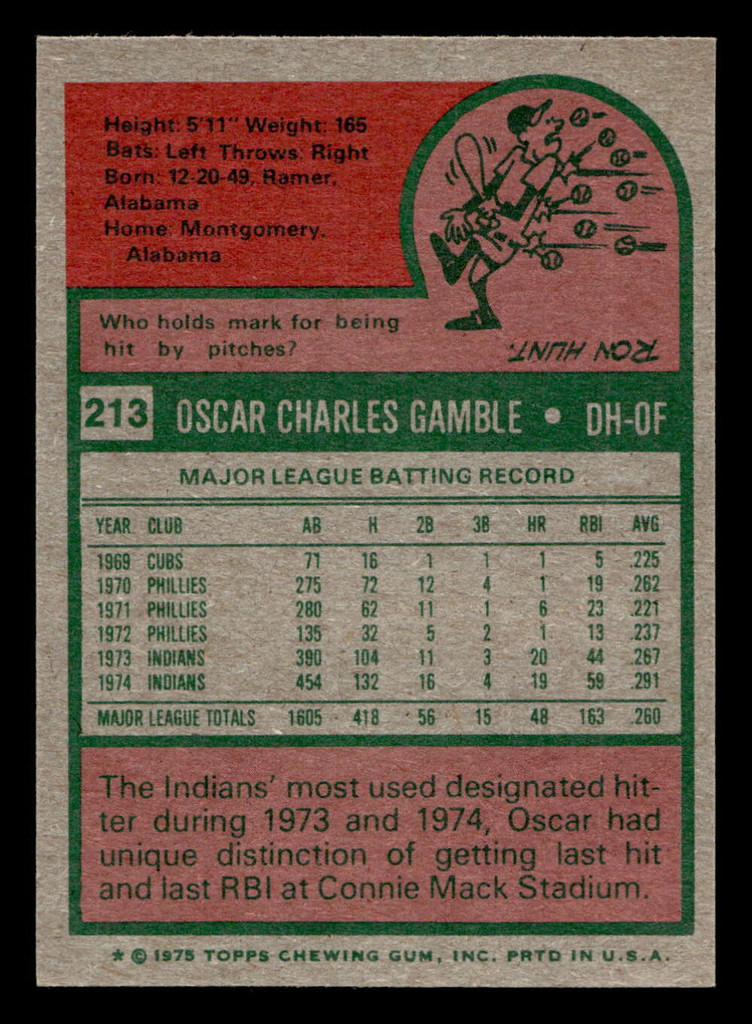 Height: 5'11" Weight: 165
Bats: Left Throws: Right
Born: 12-20-49, Ramer,
Alabama
Home: Montgomery,
Alabama
Who holds mark for being
hit by pitches?
RON HUNT.
213 OSCAR CHARLES GAMBLE • DH-OF
MAJOR LEAGUE BATTING RECORD
YEAR CLUB AB H 2B 3B HR RBI AVG
1969 CUBS 71 16 1 1 1 5 .225
1970 PHILLIES 275 72 12 4 1 19 .262
1971 PHILLIES 280 62 11 1 6 23 .221
1972 PHILLIES 135 32 5 2 1 13 .237
1973 INDIANS 390 104 11 3 20 44 .267
1974 INDIANS 454 132 16 4 19 59 .291
MAJOR LEAGUE TOTALS 1605 418 56 15 48 163 .260
The Indians' most used designated hit-
ter during 1973 and 1974, Oscar had
unique distinction of getting last hit
and last RBI at Connie Mack Stadium.
* © 1975 TOPPS CHEWING GUM, INC. PRTD IN U.S.A.